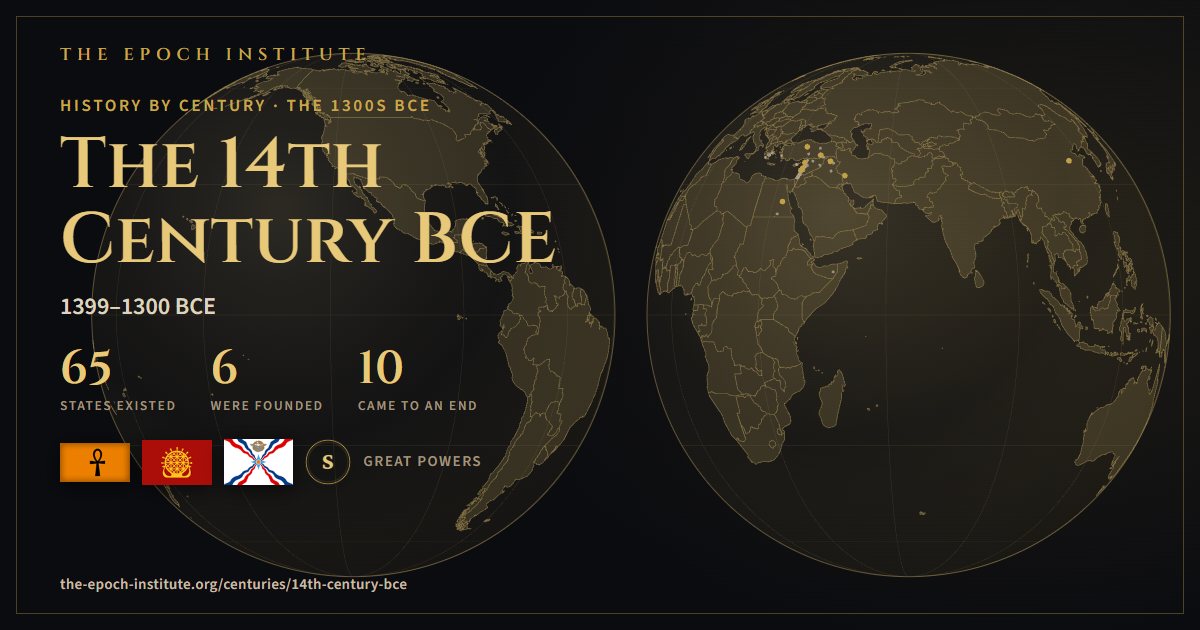 THE EPOCH INSTITUTE
HISTORY BY CENTURY · THE 1300S BCE
THE 14TH
CENTURY BCE
1399–1300 BCE
65 6 10
STATES EXISTED WERE FOUNDED CAME TO AN END
S GREAT POWERS
the-epoch-institute.org/centuries/14th-century-bce